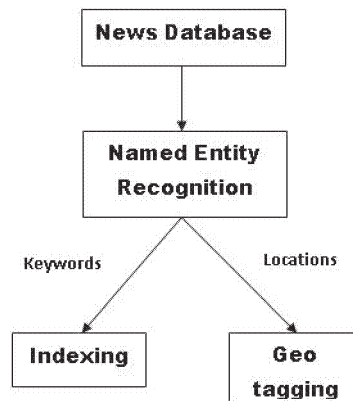 News Database
Named Entity
Recognition
Keywords
Locations
Indexing
Geo
tagging